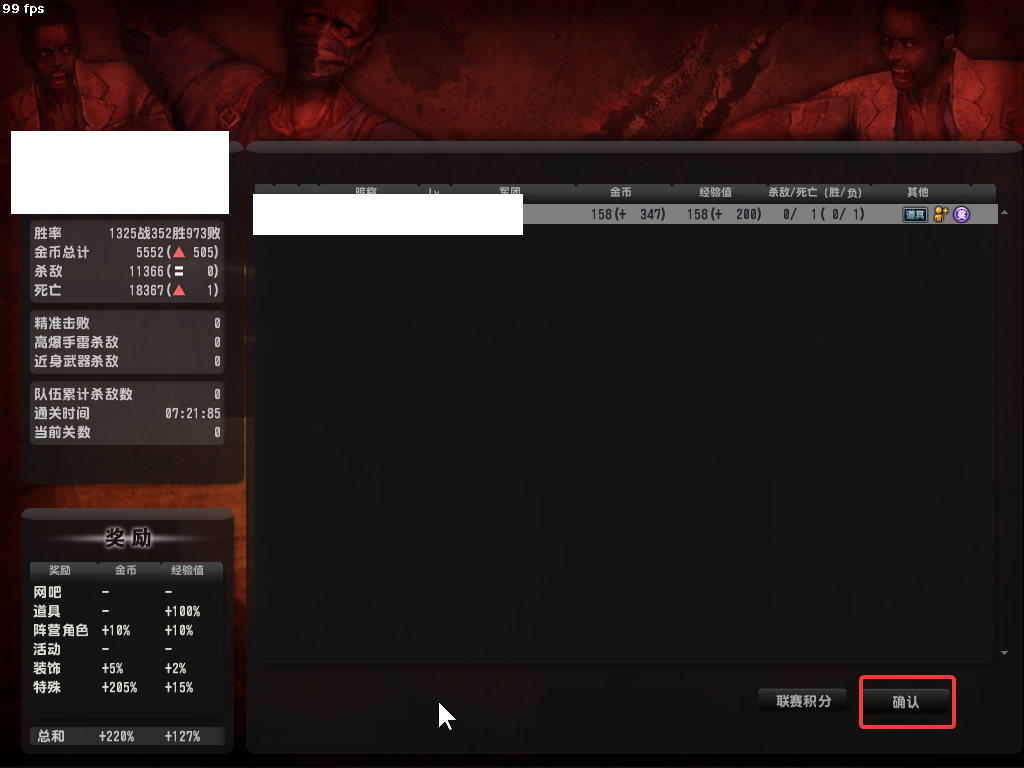 99 fps
胜率 1325战352胜973败
金币总计 5552(▲ 505)
杀敌 11366(= 0)
死亡 18367(▲ 1)
精准击败 0
高爆手雷杀敌 0
近身武器杀敌 0
队伍累计杀敌数 0
通关时间 07:21:85
当前关数 0
奖励
奖励 金币 经验值
网吧 - -
道具 - +100%
阵营角色 +10% +10%
活动 - -
装饰 +5% +2%
特殊 +205% +15%
总和 +220% +127%
昵称 Lv 军团 金币 经验值 杀敌/死亡 (胜/负) 其他
158(+ 347) 158(+ 200) 0/ 1( 0/ 1) 道具 奖
联赛积分 确认